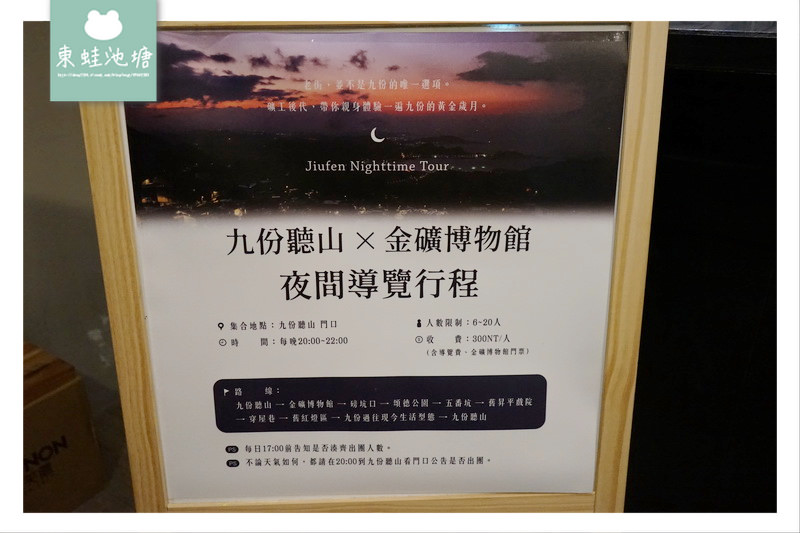 東蛙池塘
老街，並不是九份的唯一選項。
礦工後代，帶你親身體驗一遍九份的黃金歲月。
Jiufen Nighttime Tour
九份聽山 × 金礦博物館
夜間導覽行程
集合地點：九份聽山 門口
人數限制：6~20人
時 間：每晚20:00~22:00
收 費：300NT/人
（含導覽費、金礦博物館門票）
路 線：
九份聽山 → 金礦博物館 → 碴坑口 → 頌德公園 → 五番坑 → 舊昇平戲院
→ 穿屋巷 → 舊紅燈區 → 九份過往現今生活型態 → 九份聽山
PS 每日17:00前告知是否湊齊出團人數。
PS 不論天氣如何，都請在20:00到九份聽山看門口公告是否出團。
NON